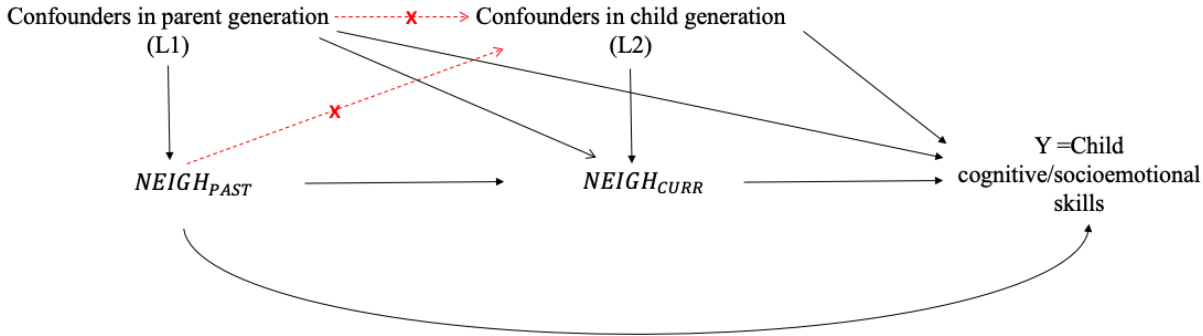 Confounders in parent generation
(L1)
x
Confounders in child generation
(L2)
x
NEIGH_PAST
NEIGH_CURR
Y =Child
cognitive/socioemotional
skills